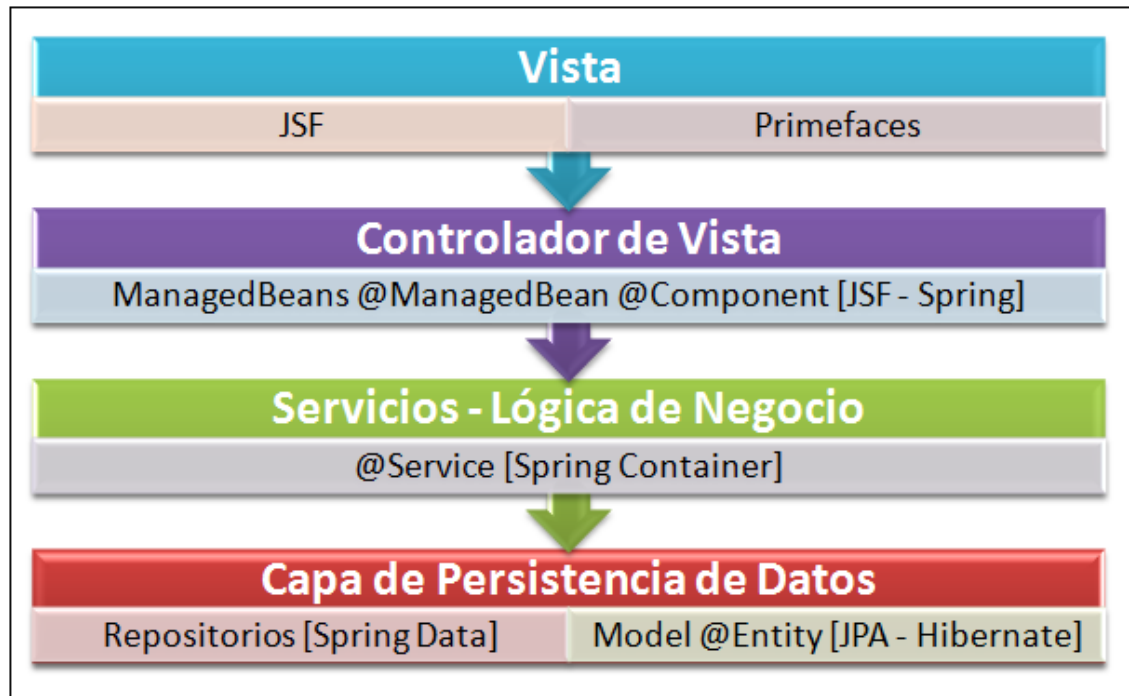 Vista
JSF
Primefaces
Controlador de Vista
ManagedBeans @ManagedBean @Component [JSF - Spring]
Servicios - Lógica de Negocio
@Service [Spring Container]
Capa de Persistencia de Datos
Repositorios [Spring Data]
Model @Entity [JPA - Hibernate]